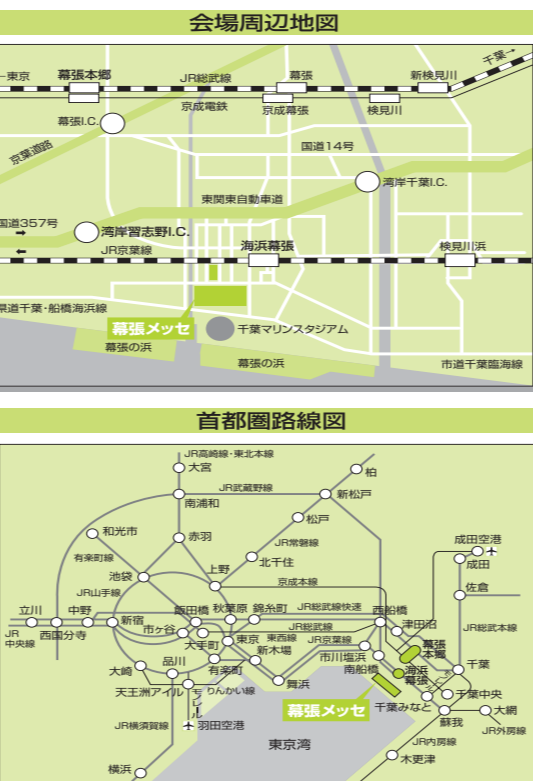 会場周辺地図
千葉→
←東京
幕張本郷
JR総武線
幕張
新検見川
京成電鉄
京成幕張
検見川
幕張I.C.
京葉道路
国道14号
湾岸千葉I.C.
東関東自動車道
国道357号
→
←
湾岸習志野I.C.
JR京葉線
海浜幕張
検見川浜
県道千葉・船橋海浜線
幕張メッセ
千葉マリンスタジアム
幕張の浜
幕張の浜
市道千葉臨海線
首都圏路線図
JR高崎線・東北本線
大宮
柏
JR武蔵野線
新松戸
南浦和
松戸
和光市
赤羽
JR常磐線
成田空港
有楽町線
北千住
成田
池袋
上野
京成本線
佐倉
JR山手線
立川
中野
新宿
飯田橋
秋葉原
錦糸町
JR総武線快速
西船橋
津田沼
JR総武本線
JR中央線
西国分寺
市ヶ谷
JR総武線
大手町
東京
東西線
JR京葉線
幕張本郷
新木場
市川塩浜
千葉
大崎
品川
有楽町
南船橋
海浜幕張
天王洲アイル
りんかい線
舞浜
千葉中央
モノレール
幕張メッセ
千葉みなと
大網
蘇我
JR横須賀線
羽田空港
JR外房線
東京湾
JR内房線
木更津
横浜